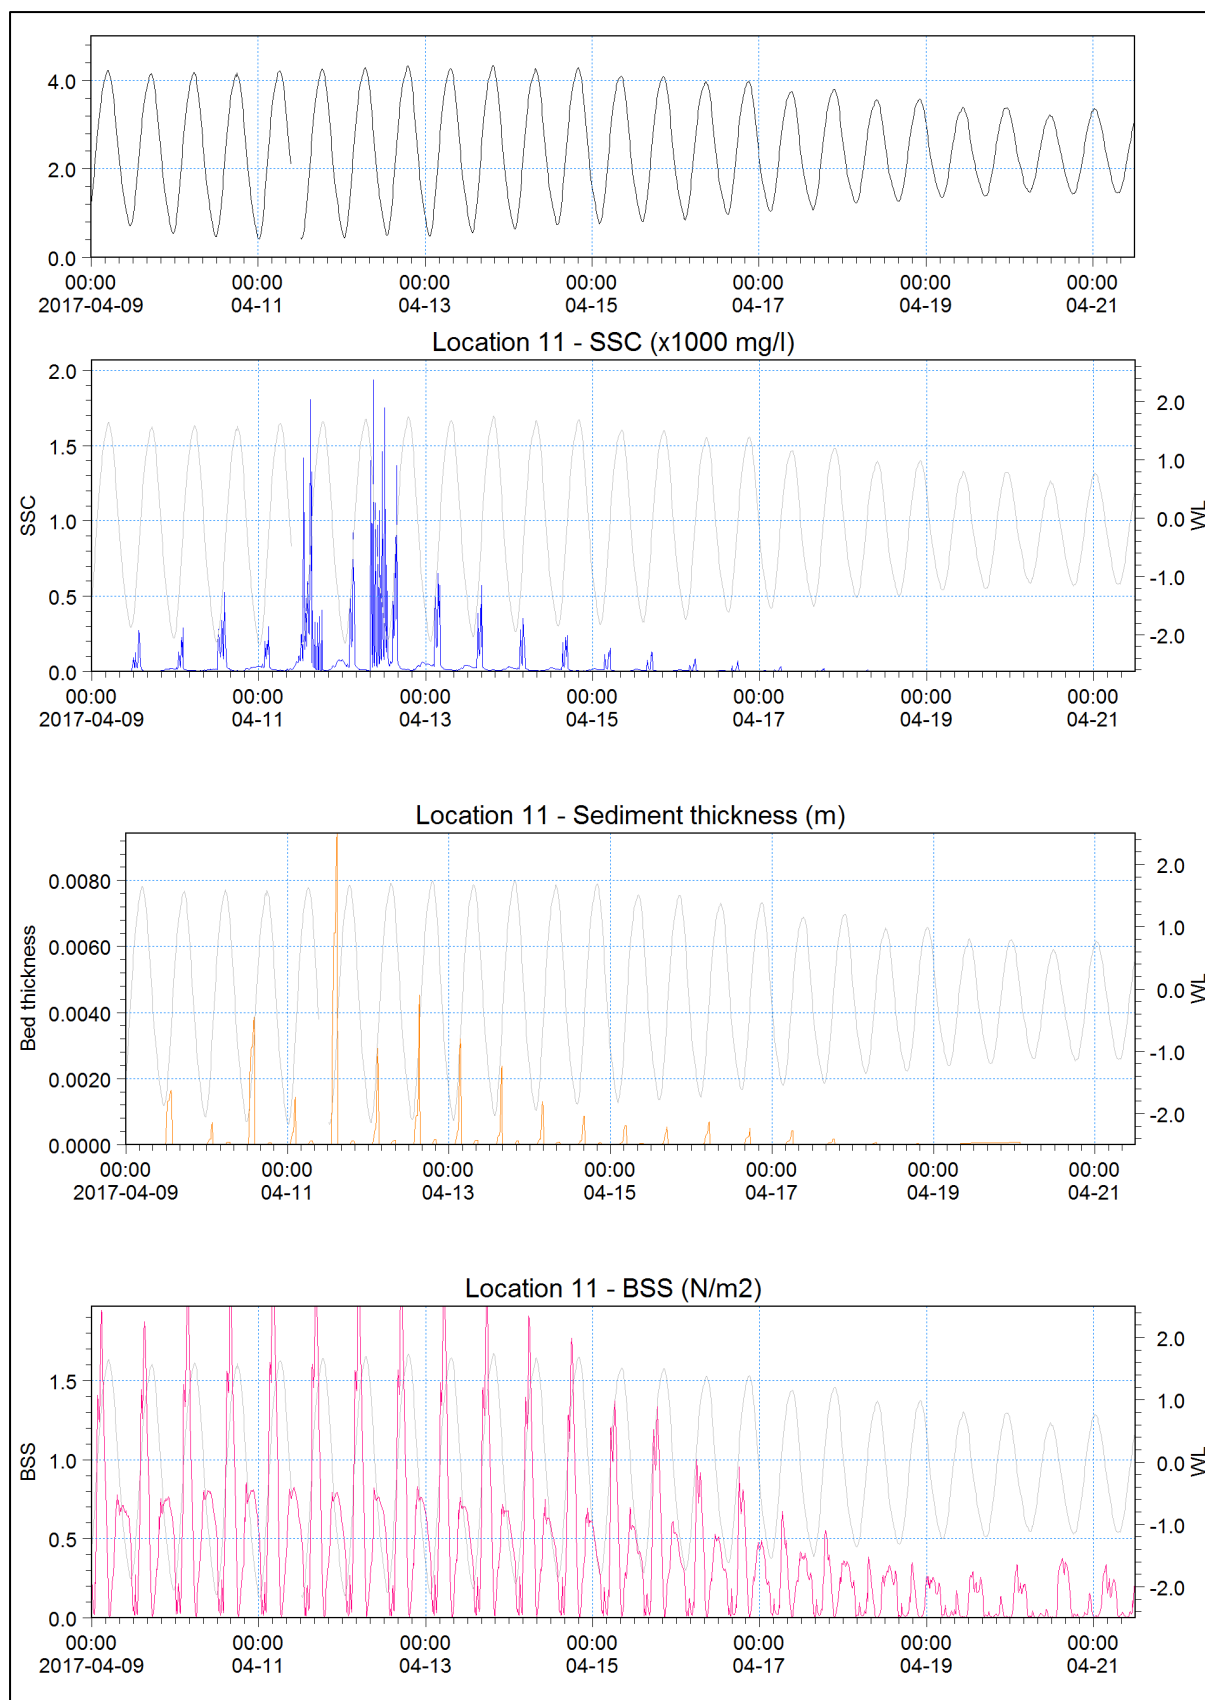 4.0
2.0
0.0
00:00 00:00 00:00 00:00 00:00 00:00 00:00
2017-04-09 04-11 04-13 04-15 04-17 04-19 04-21
Location 11 - SSC (x1000 mg/l)
2.0
1.5
1.0
0.5
0.0
SSC
2.0
1.0
0.0
-1.0
-2.0
WL
00:00 00:00 00:00 00:00 00:00 00:00 00:00
2017-04-09 04-11 04-13 04-15 04-17 04-19 04-21
Location 11 - Sediment thickness (m)
0.0080
0.0060
0.0040
0.0020
0.0000
Bed thickness
2.0
1.0
0.0
-1.0
-2.0
WL
00:00 00:00 00:00 00:00 00:00 00:00 00:00
2017-04-09 04-11 04-13 04-15 04-17 04-19 04-21
Location 11 - BSS (N/m2)
1.5
1.0
0.5
0.0
BSS
2.0
1.0
0.0
-1.0
-2.0
WL
00:00 00:00 00:00 00:00 00:00 00:00 00:00
2017-04-09 04-11 04-13 04-15 04-17 04-19 04-21